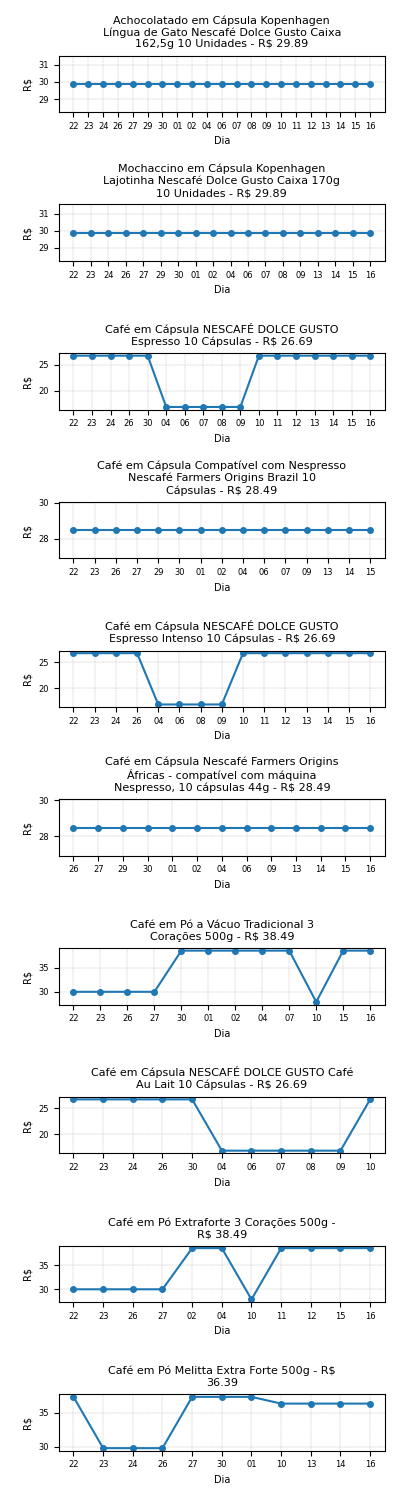 Achocolatado em Cápsula Kopenhagen
Língua de Gato Nescafé Dolce Gusto Caixa
162,5g 10 Unidades - R$ 29.89
31
30
29
R$
22 23 24 26 27 29 30 01 02 04 06 07 08 09 10 11 12 13 14 15 16
Dia
Mochaccino em Cápsula Kopenhagen
Lajotinha Nescafé Dolce Gusto Caixa 170g
10 Unidades - R$ 29.89
31
30
29
R$
22 23 24 26 27 29 30 01 02 04 06 07 08 09 13 14 15 16
Dia
Café em Cápsula NESCAFÉ DOLCE GUSTO
Espresso 10 Cápsulas - R$ 26.69
25
20
R$
22 23 24 26 30 04 06 07 08 09 10 11 12 13 14 15 16
Dia
Café em Cápsula Compatível com Nespresso
Nescafé Farmers Origins Brazil 10
Cápsulas - R$ 28.49
30
28
R$
22 23 26 27 29 30 01 02 04 06 07 09 13 14 15
Dia
Café em Cápsula NESCAFÉ DOLCE GUSTO
Espresso Intenso 10 Cápsulas - R$ 26.69
25
20
R$
22 23 24 26 04 06 08 09 10 11 12 13 14 15 16
Dia
Café em Cápsula Nescafé Farmers Origins
Áfricas - compatível com máquina
Nespresso, 10 cápsulas 44g - R$ 28.49
30
28
R$
26 27 29 30 01 02 04 06 09 13 14 15 16
Dia
Café em Pó a Vácuo Tradicional 3
Corações 500g - R$ 38.49
35
30
R$
22 23 26 27 30 01 02 04 07 10 15 16
Dia
Café em Cápsula NESCAFÉ DOLCE GUSTO Café
Au Lait 10 Cápsulas - R$ 26.69
25
20
R$
22 23 24 26 30 04 06 07 08 09 10
Dia
Café em Pó Extraforte 3 Corações 500g -
R$ 38.49
35
30
R$
22 23 26 27 02 04 10 11 12 15 16
Dia
Café em Pó Melitta Extra Forte 500g - R$
36.39
35
30
R$
22 23 24 26 27 30 01 10 13 14 16
Dia